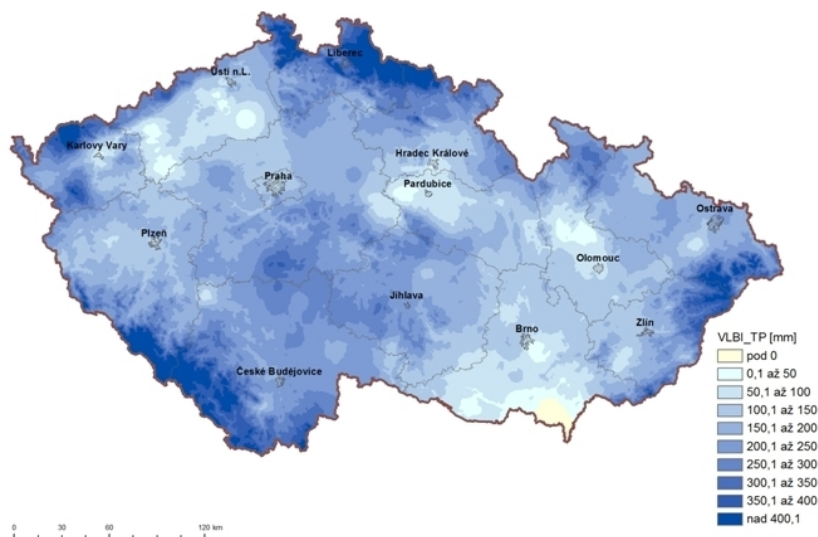 Liberec
Ústí n.L.
Karlovy Vary
Hradec Králové
Praha
Pardubice
Ostrava
Plzeň
Olomouc
Jihlava
Zlín
Brno
České Budějovice
VLBI_TP [mm]
pod 0
0,1 až 50
50,1 až 100
100,1 až 150
150,1 až 200
200,1 až 250
250,1 až 300
300,1 až 350
350,1 až 400
nad 400,1
0 30 60 120 km